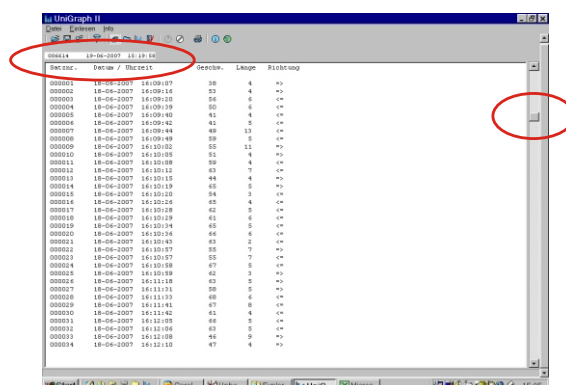 UniGraph II
Datei Einlesen Info
006614 19-06-2007 15:19:56
Satznr. Datum / Uhrzeit Geschw. Länge Richtung
000001 18-06-2007 16:09:07 38 4 =>
000002 18-06-2007 16:09:16 53 4 =>
000003 18-06-2007 16:09:20 56 6 <=
000004 18-06-2007 16:09:39 50 6 <=
000005 18-06-2007 16:09:40 41 4 <=
000006 18-06-2007 16:09:42 41 5 <=
000007 18-06-2007 16:09:44 49 13 <=
000008 18-06-2007 16:09:49 59 5 <=
000009 18-06-2007 16:10:02 55 11 =>
000010 18-06-2007 16:10:05 51 4 =>
000011 18-06-2007 16:10:08 59 4 <=
000012 18-06-2007 16:10:12 63 7 <=
000013 18-06-2007 16:10:15 44 4 =>
000014 18-06-2007 16:10:19 65 5 <=
000015 18-06-2007 16:10:20 54 3 <=
000016 18-06-2007 16:10:26 65 4 <=
000017 18-06-2007 16:10:28 62 5 <=
000018 18-06-2007 16:10:29 61 6 <=
000019 18-06-2007 16:10:34 65 5 <=
000020 18-06-2007 16:10:36 66 6 <=
000021 18-06-2007 16:10:43 63 2 <=
000022 18-06-2007 16:10:57 55 7 =>
000023 18-06-2007 16:10:57 55 7 <=
000024 18-06-2007 16:10:58 67 5 <=
000025 18-06-2007 16:10:59 62 3 =>
000026 18-06-2007 16:11:18 63 5 =>
000027 18-06-2007 16:11:31 58 5 <=
000028 18-06-2007 16:11:33 68 6 <=
000029 18-06-2007 16:11:41 67 8 <=
000030 18-06-2007 16:11:42 61 4 <=
000031 18-06-2007 16:12:05 66 5 <=
000032 18-06-2007 16:12:06 63 5 <=
000033 18-06-2007 16:12:08 46 9 =>
000034 18-06-2007 16:12:10 47 4 =>
Start